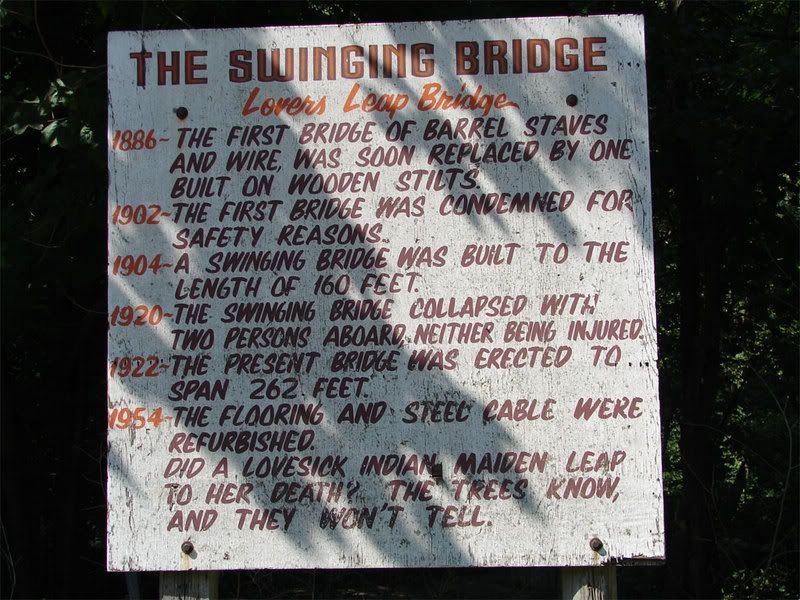 THE SWINGING BRIDGE
Lovers Leap Bridge
1886~ THE FIRST BRIDGE OF BARREL STAVES
AND WIRE, WAS SOON REPLACED BY ONE
BUILT ON WOODEN STILTS.
1902~ THE FIRST BRIDGE WAS CONDEMNED FOR
SAFETY REASONS.
1904~ A SWINGING BRIDGE WAS BUILT TO THE
LENGTH OF 160 FEET.
1920~ THE SWINGING BRIDGE COLLAPSED WITH
TWO PERSONS ABOARD, NEITHER BEING INJURED.
1922~ THE PRESENT BRIDGE WAS ERECTED TO
SPAN 262 FEET.
1954~ THE FLOORING AND STEEL CABLE WERE
REFURBISHED.
DID A LOVESICK INDIAN MAIDEN LEAP
TO HER DEATH? THE TREES KNOW,
AND THEY WON'T TELL.